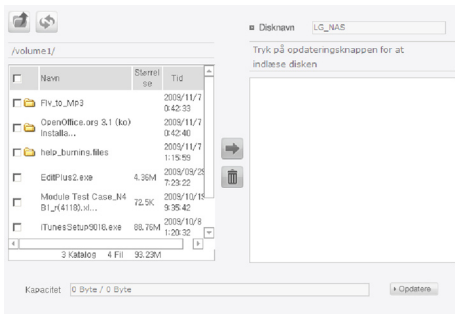 Disknavn LG_NAS
/volume1/
Tryk på opdateringsknappen for at
indlæse disken
Navn Størrel
se Tid
Flv_to_Mp3 2009/11/7
0:42:33
OpenOffice.org 3.1 (ko)
Installa... 2009/11/7
0:42:40
help_burning.files 2009/11/7
1:15:59
EditPlus2.exe 4.36M 2009/09/28
7:23:22
Module Test Case_N4
B1_r(4118).xl... 72.5K 2009/10/19
9:35:42
iTunesSetup9018.exe 88.76M 2009/10/8
1:20:32
3 Katalog 4 Fil 93.23M
Kapacitet 0 Byte / 0 Byte
Opdatere